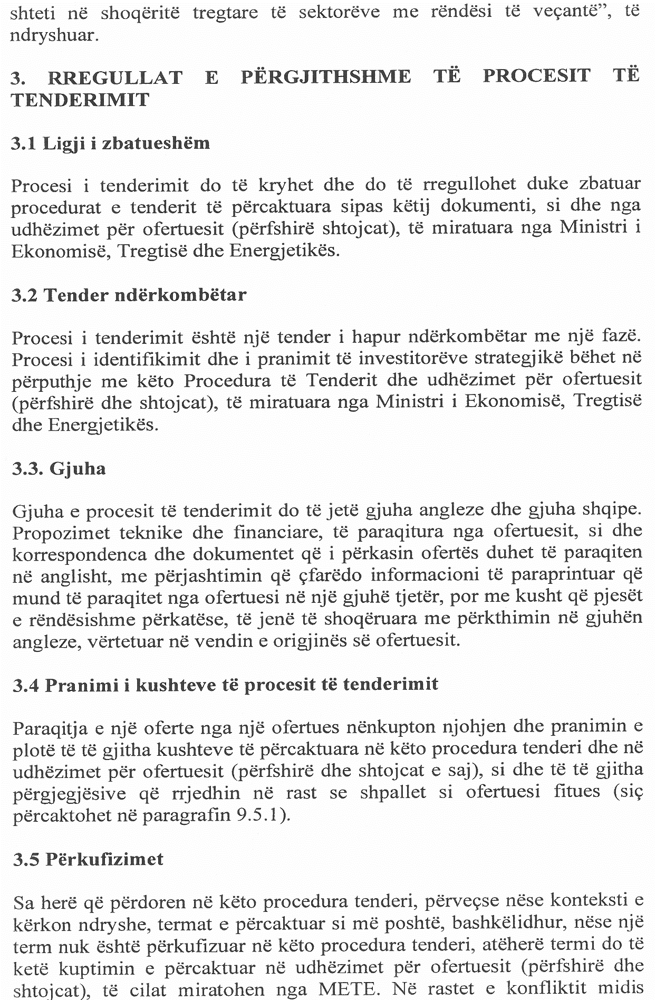 shteti në shoqëritë tregtare të sektorëve me rëndësi të veçantë”, të
ndryshuar.
3. RREGULLAT E PËRGJITHSHME TË PROCESIT TË
TENDERIMIT
3.1 Ligji i zbatueshëm
Procesi i tenderimit do të kryhet dhe do të rregullohet duke zbatuar
procedurat e tenderit të përcaktuara sipas këtij dokumenti, si dhe nga
udhëzimet për ofertuesit (përfshirë shtojcat), të miratuara nga Ministri i
Ekonomisë, Tregtisë dhe Energjetikës.
3.2 Tender ndërkombëtar
Procesi i tenderimit është një tender i hapur ndërkombëtar me një fazë.
Procesi i identifikimit dhe i pranimit të investitorëve strategjikë bëhet në
përputhje me këto Procedura të Tenderit dhe udhëzimet për ofertuesit
(përfshirë dhe shtojcat), të miratuara nga Ministri i Ekonomisë, Tregtisë
dhe Energjetikës.
3.3. Gjuha
Gjuha e procesit të tenderimit do të jetë gjuha angleze dhe gjuha shqipe.
Propozimet teknike dhe financiare, të paraqitura nga ofertuesit, si dhe
korrespondenca dhe dokumentet që i përkasin ofertës duhet të paraqiten
në anglisht, me përjashtimin që çfarëdo informacioni të paraprintuar që
mund të paraqitet nga ofertuesi në një gjuhë tjetër, por me kusht që pjesët
e rëndësishme përkatëse, të jenë të shoqëruara me përkthimin në gjuhën
angleze, vërtetuar në vendin e origjinës së ofertuesit.
3.4 Pranimi i kushteve të procesit të tenderimit
Paraqitja e një oferte nga një ofertues nënkupton njohjen dhe pranimin e
plotë të të gjitha kushteve të përcaktuara në këto procedura tenderi dhe në
udhëzimet për ofertuesit (përfshirë dhe shtojcat e saj), si dhe të të gjitha
përgjegjësive që rrjedhin në rast se shpallet si ofertuesi fitues (siç
përcaktohet në paragrafin 9.5.1).
3.5 Përkufizimet
Sa herë që përdoren në këto procedura tenderi, përveçse nëse konteksti e
kërkon ndryshe, termat e përcaktuar si më poshtë, bashkëlidhur, nëse një
term nuk është përkufizuar në këto procedura tenderi, atëherë termi do të
ketë kuptimin e përcaktuar në udhëzimet për ofertuesit (përfshirë dhe
shtojcat), të cilat miratohen nga METE. Në rastet e konfliktit midis